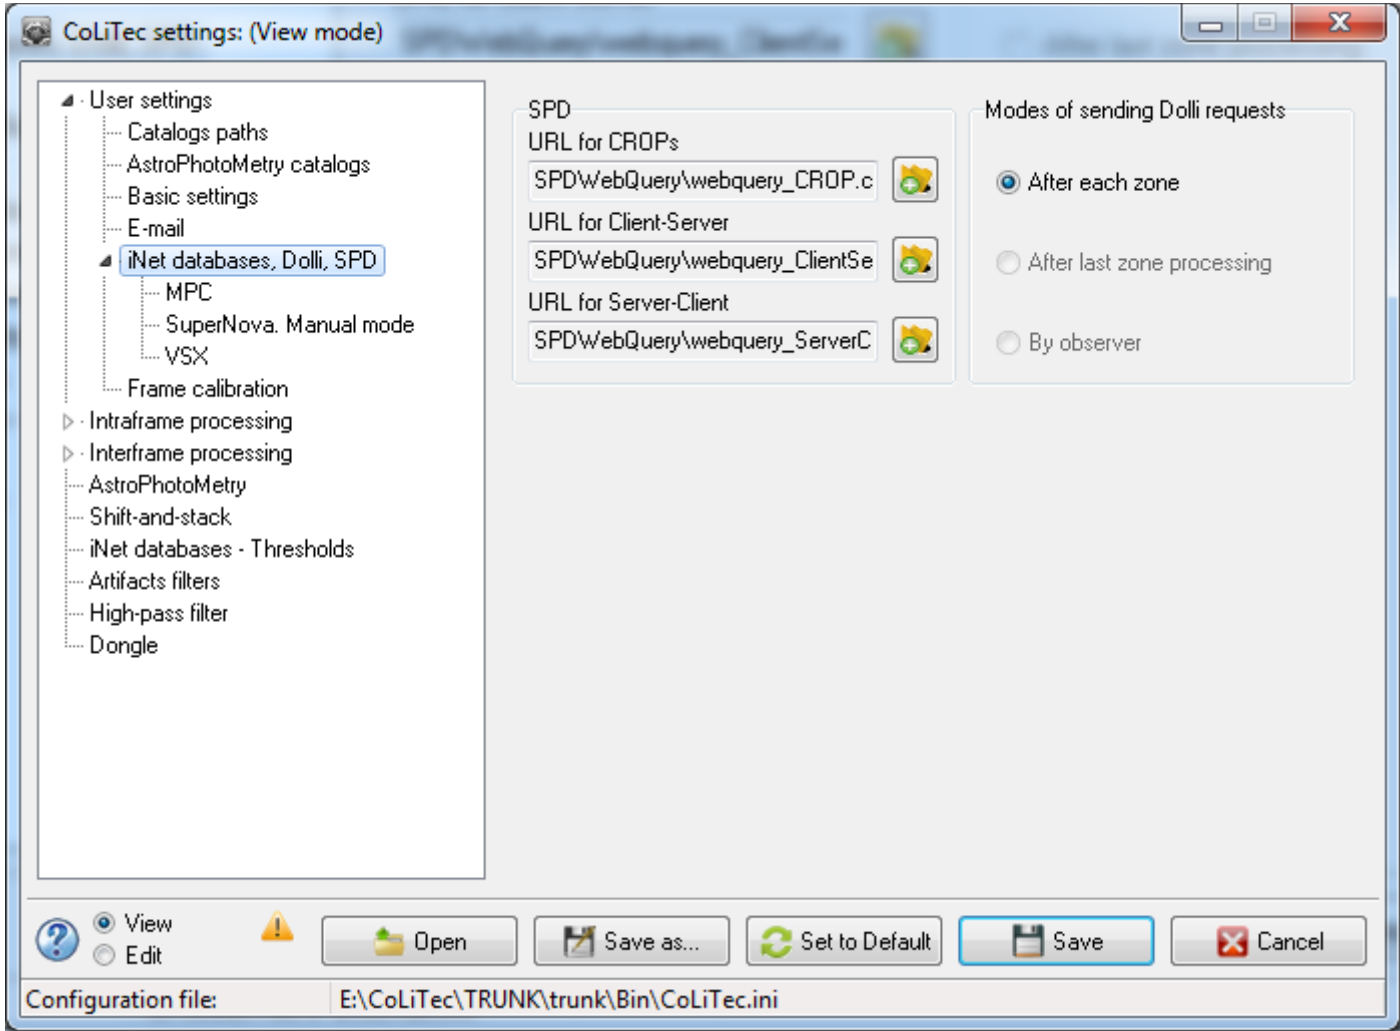 CoLiTec settings: (View mode)
User settings
Catalogs paths
AstroPhotoMetry catalogs
Basic settings
E-mail
iNet databases, Dolli, SPD
MPC
SuperNova. Manual mode
VSX
Frame calibration
Intraframe processing
Interframe processing
AstroPhotoMetry
Shift-and-stack
iNet databases - Thresholds
Artifacts filters
High-pass filter
Dongle
SPD
URL for CROPs
SPDWebQuery\webquery_CROP.c
URL for Client-Server
SPDWebQuery\webquery_ClientSe
URL for Server-Client
SPDWebQuery\webquery_ServerC
Modes of sending Dolli requests
After each zone
After last zone processing
By observer
View
Edit
Open
Save as...
Set to Default
Save
Cancel
Configuration file: E:\CoLiTec\TRUNK\trunk\Bin\CoLiTec.ini